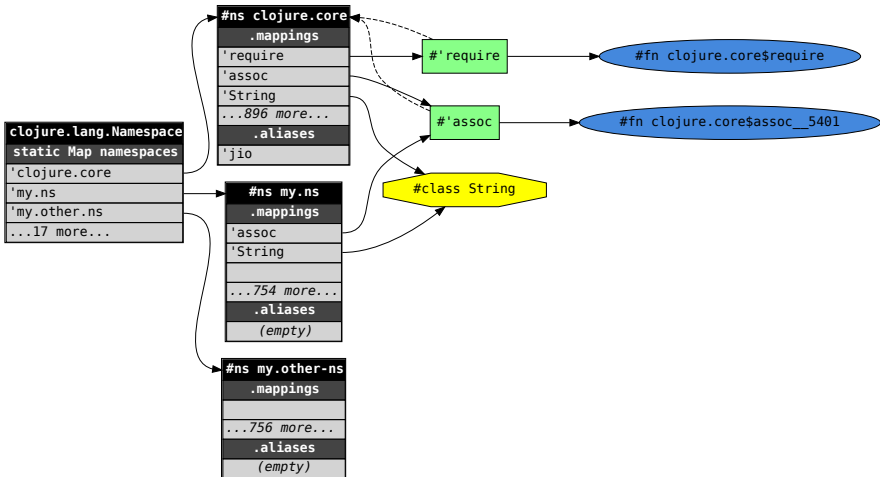 clojure.lang.Namespace
static Map namespaces
'clojure.core
'my.ns
'my.other.ns
...17 more...
#ns clojure.core
.mappings
'require
'assoc
'String
...896 more...
.aliases
'jio
#ns my.ns
.mappings
'assoc
'String
...754 more...
.aliases
(empty)
#ns my.other-ns
.mappings
...756 more...
.aliases
(empty)
#'require
#'assoc
#class String
#fn clojure.core$require
#fn clojure.core$assoc__5401